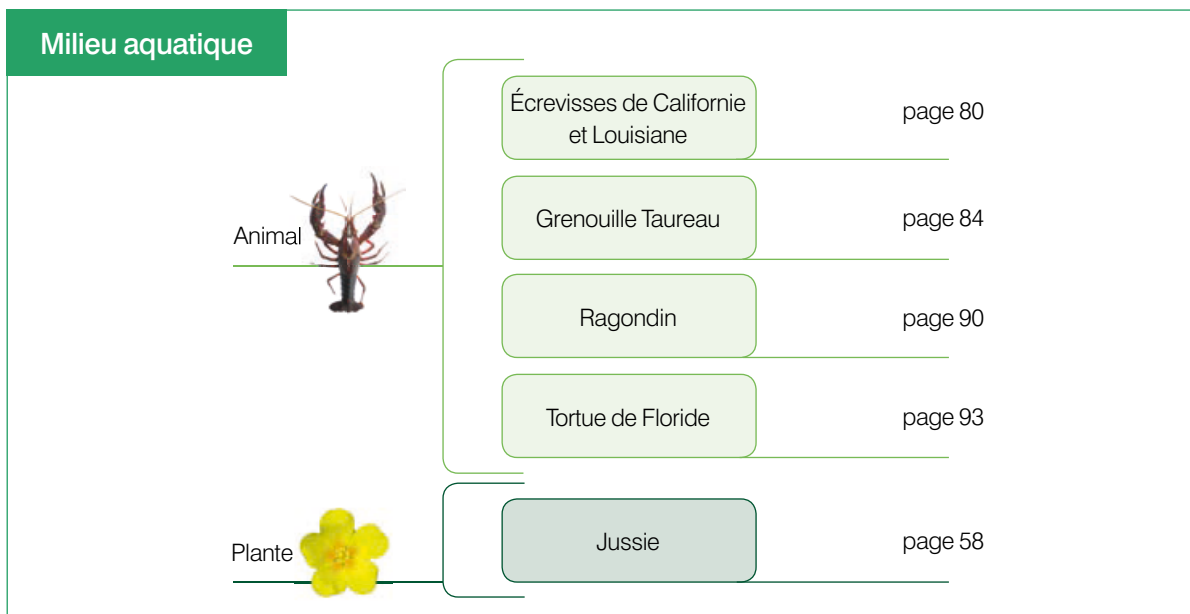 Milieu aquatique
Écrevisses de Californie
et Louisiane
page 80
Grenouille Taureau
page 84
Animal
Ragondin
page 90
Tortue de Floride
page 93
Plante
Jussie
page 58